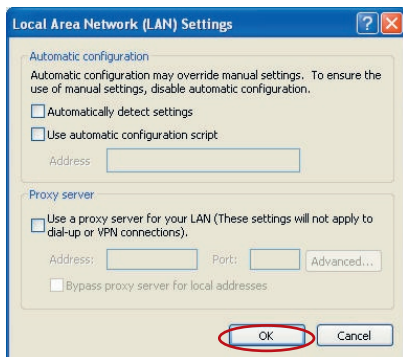 Local Area Network (LAN) Settings
Automatic configuration
Automatic configuration may override manual settings. To ensure the
use of manual settings, disable automatic configuration.
Automatically detect settings
Use automatic configuration script
Address
Proxy server
Use a proxy server for your LAN (These settings will not apply to
dial-up or VPN connections).
Address: Port: Advanced...
Bypass proxy server for local addresses
OK Cancel